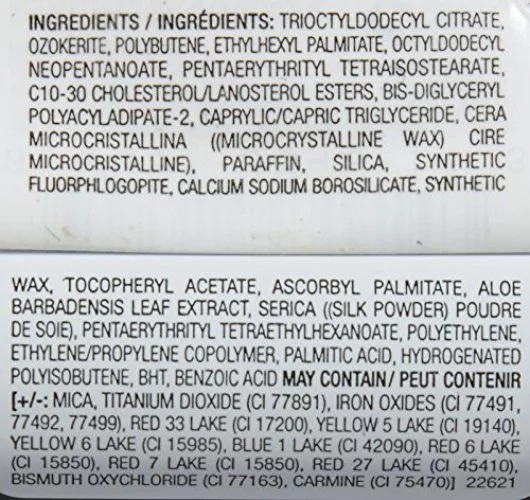 INGREDIENTS / INGRÉDIENTS: TRIOCTYLDODECYL CITRATE,
OZOKERITE, POLYBUTENE, ETHYLHEXYL PALMITATE, OCTYLDODECYL
NEOPENTANOATE, PENTAERYTHRITYL TETRAISOSTEARATE,
C10-30 CHOLESTEROL/LANOSTEROL ESTERS, BIS-DIGLYCERYL
POLYACYLADIPATE-2, CAPRYLIC/CAPRIC TRIGLYCERIDE, CERA
MICROCRISTALLINA ((MICROCRYSTALLINE WAX) CIRE
MICROCRISTALLINE), PARAFFIN, SILICA, SYNTHETIC
FLUORPHLOGOPITE, CALCIUM SODIUM BOROSILICATE, SYNTHETIC
WAX, TOCOPHERYL ACETATE, ASCORBYL PALMITATE, ALOE
BARBADENSIS LEAF EXTRACT, SERICA ((SILK POWDER) POUDRE
DE SOIE), PENTAERYTHRITYL TETRAETHYLHEXANOATE, POLYETHYLENE,
ETHYLENE/PROPYLENE COPOLYMER, PALMITIC ACID, HYDROGENATED
POLYISOBUTENE, BHT, BENZOIC ACID MAY CONTAIN / PEUT CONTENIR
[+/-: MICA, TITANIUM DIOXIDE (CI 77891), IRON OXIDES (CI 77491,
77492, 77499), RED 33 LAKE (CI 17200), YELLOW 5 LAKE (CI 19140),
YELLOW 6 LAKE (CI 15985), BLUE 1 LAKE (CI 42090), RED 6 LAKE
(CI 15850), RED 7 LAKE (CI 15850), RED 27 LAKE (CI 45410),
BISMUTH OXYCHLORIDE (CI 77163), CARMINE (CI 75470)] 22621